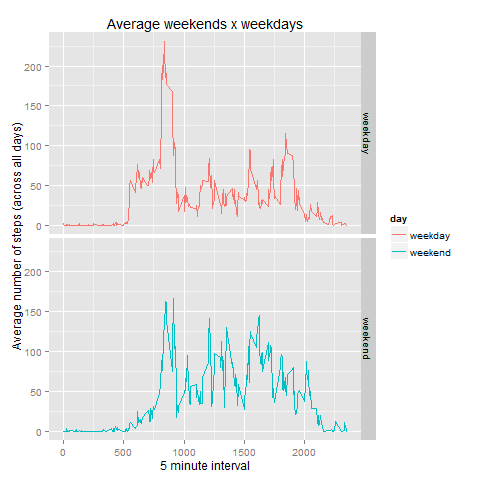 Average weekends x weekdays
Average number of steps (across all days)
200
150
100
50
0
weekday
200
150
100
50
0
weekend
0
500
1000
1500
2000
5 minute interval
day
weekday
weekend